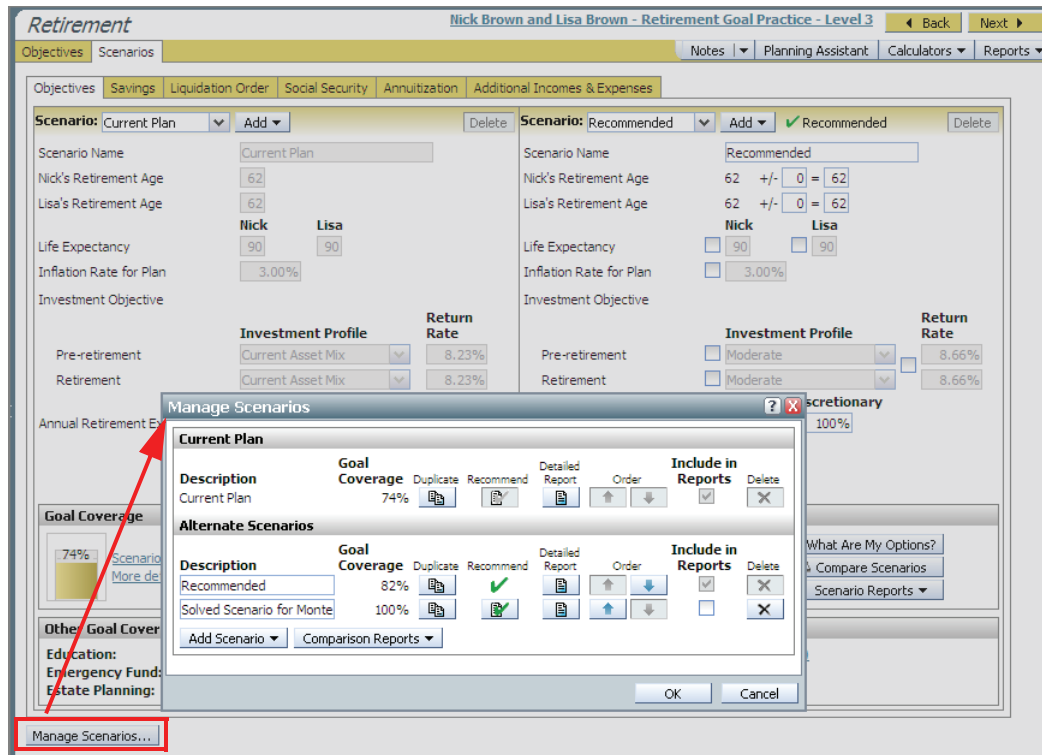 Retirement
Nick Brown and Lisa Brown - Retirement Goal Practice - Level 3
Back
Next
Objectives
Scenarios
Notes
Planning Assistant
Calculators
Reports
Objectives
Savings
Liquidation Order
Social Security
Annuitization
Additional Incomes & Expenses
Scenario: Current Plan
Add
Delete
Scenario Name Current Plan
Nick's Retirement Age 62
Lisa's Retirement Age 62
Nick Lisa
Life Expectancy 90 90
Inflation Rate for Plan 3.00%
Investment Objective
Return
Investment Profile Rate
Pre-retirement Current Asset Mix 8.23%
Retirement Current Asset Mix 8.23%
Annual Retirement Ex
Scenario: Recommended
Add
Recommended
Delete
Scenario Name Recommended
Nick's Retirement Age 62 +/- 0 = 62
Lisa's Retirement Age 62 +/- 0 = 62
Nick Lisa
Life Expectancy 90 90
Inflation Rate for Plan 3.00%
Investment Objective
Return
Investment Profile Rate
Pre-retirement Moderate 8.66%
Retirement Moderate 8.66%
scretionary
100%
Goal Coverage
74%
Scenario
More de
What Are My Options?
Compare Scenarios
Scenario Reports
Other Goal Cover
Education:
Emergency Fund:
Estate Planning:
Manage Scenarios...
Manage Scenarios
?
X
Current Plan
Goal Detailed Include in
Description Coverage Duplicate Recommend Report Order Reports Delete
Current Plan 74%
Alternate Scenarios
Goal Detailed Include in
Description Coverage Duplicate Recommend Report Order Reports Delete
Recommended 82%
Solved Scenario for Monte 100%
Add Scenario
Comparison Reports
OK
Cancel